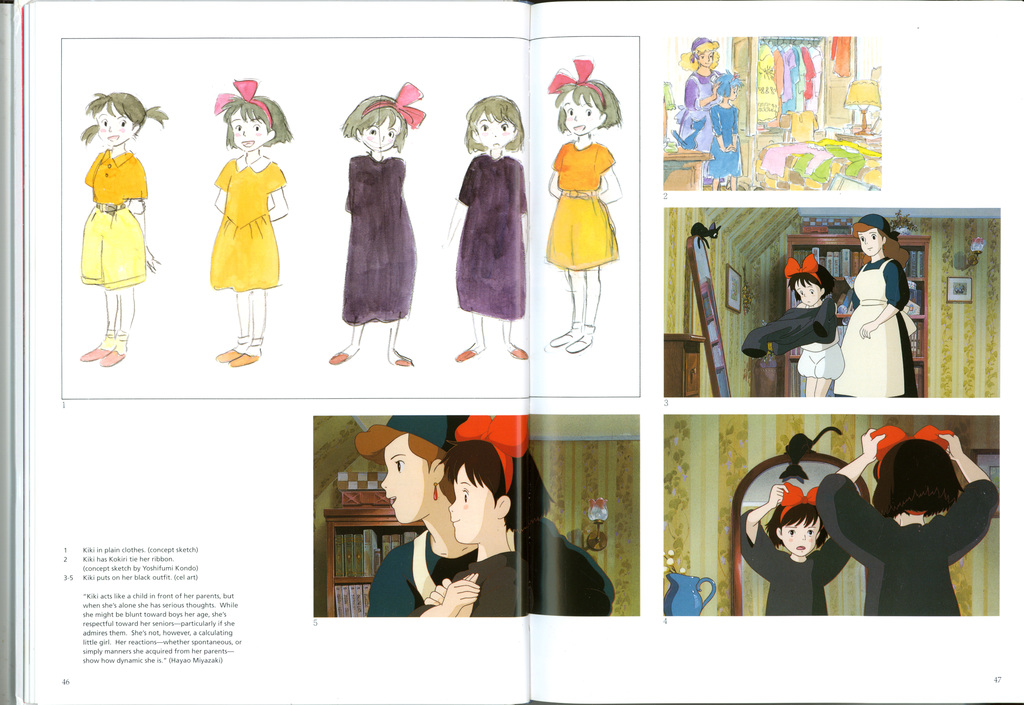 1
1 Kiki in plain clothes. (concept sketch)
2 Kiki has Kokiri tie her ribbon.
(concept sketch by Yoshifumi Kondo)
3-5 Kiki puts on her black outfit. (cel art)
"Kiki acts like a child in front of her parents, but
when she's alone she has serious thoughts. While
she might be blunt toward boys her age, she's
respectful toward her seniors—particularly if she
admires them. She's not, however, a calculating
little girl. Her reactions—whether spontaneous, or
simply manners she acquired from her parents—
show how dynamic she is." (Hayao Miyazaki)
46
5
2
3
4
47